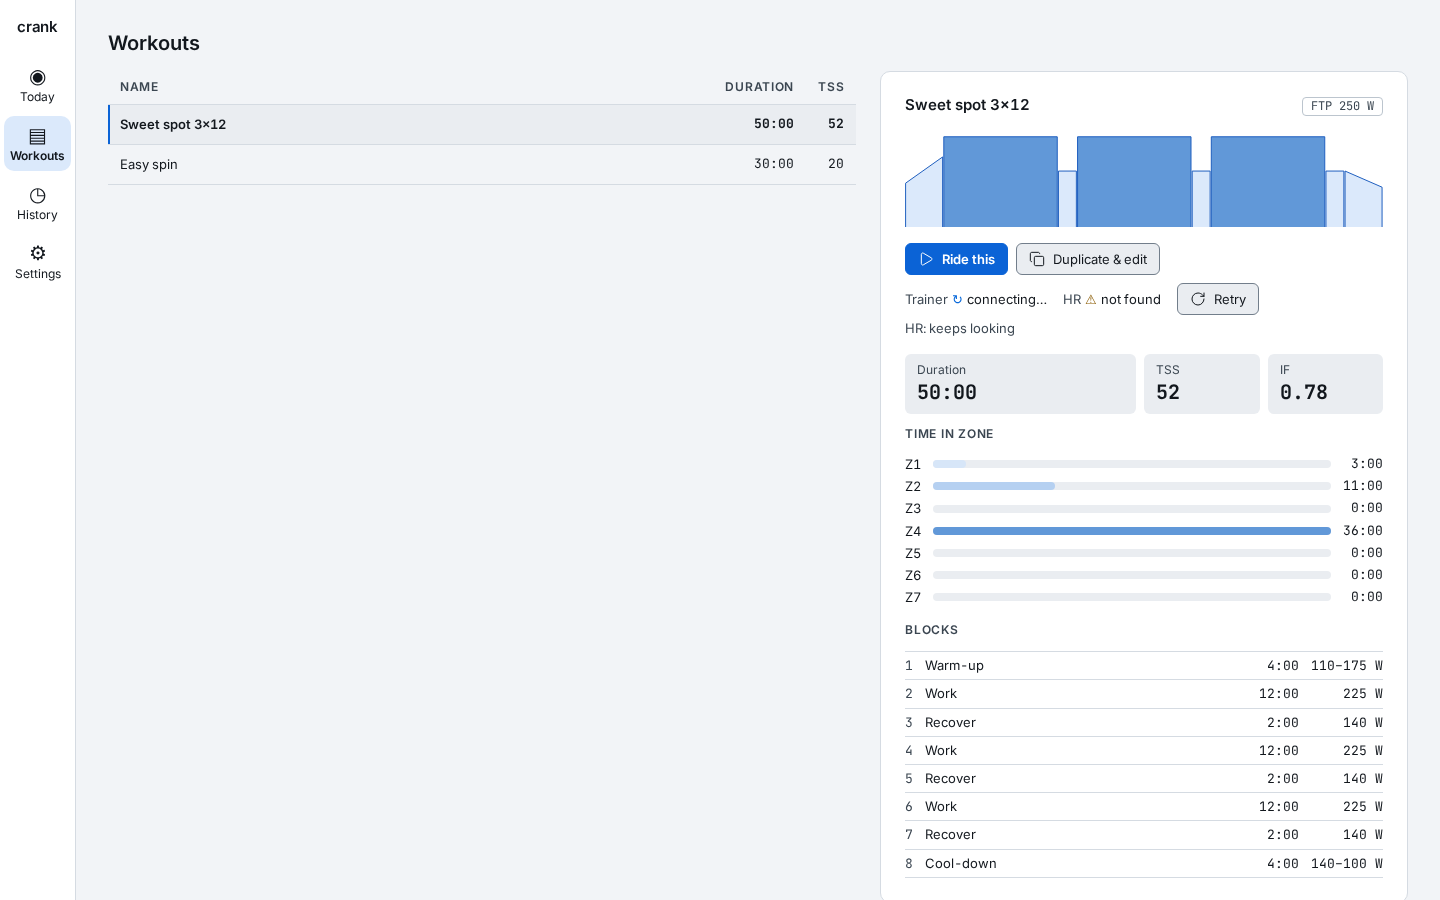 crank
Today
Workouts
History
Settings
Workouts
NAME DURATION TSS
Sweet spot 3×12 50:00 52
Easy spin 30:00 20
Sweet spot 3×12 FTP 250 W
Ride this Duplicate & edit
Trainer ↻ connecting… HR ⚠ not found Retry
HR: keeps looking
Duration TSS IF
50:00 52 0.78
TIME IN ZONE
Z1 3:00
Z2 11:00
Z3 0:00
Z4 36:00
Z5 0:00
Z6 0:00
Z7 0:00
BLOCKS
1 Warm-up 4:00 110–175 W
2 Work 12:00 225 W
3 Recover 2:00 140 W
4 Work 12:00 225 W
5 Recover 2:00 140 W
6 Work 12:00 225 W
7 Recover 2:00 140 W
8 Cool-down 4:00 140–100 W